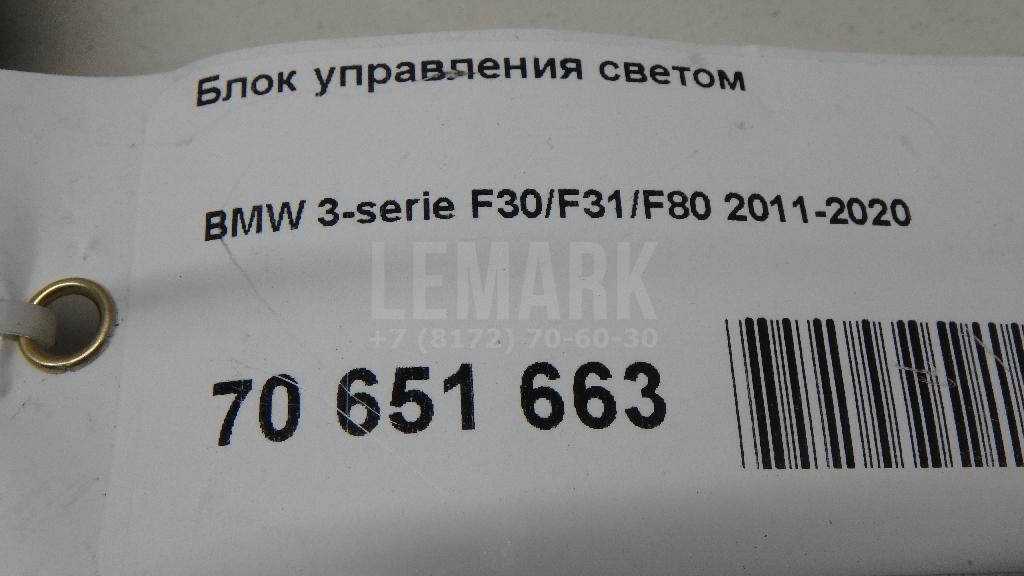 Блок управления светом
BMW 3-serie F30/F31/F80 2011-2020
LEMARK
+7 (8172) 70-60-30
70 651 663